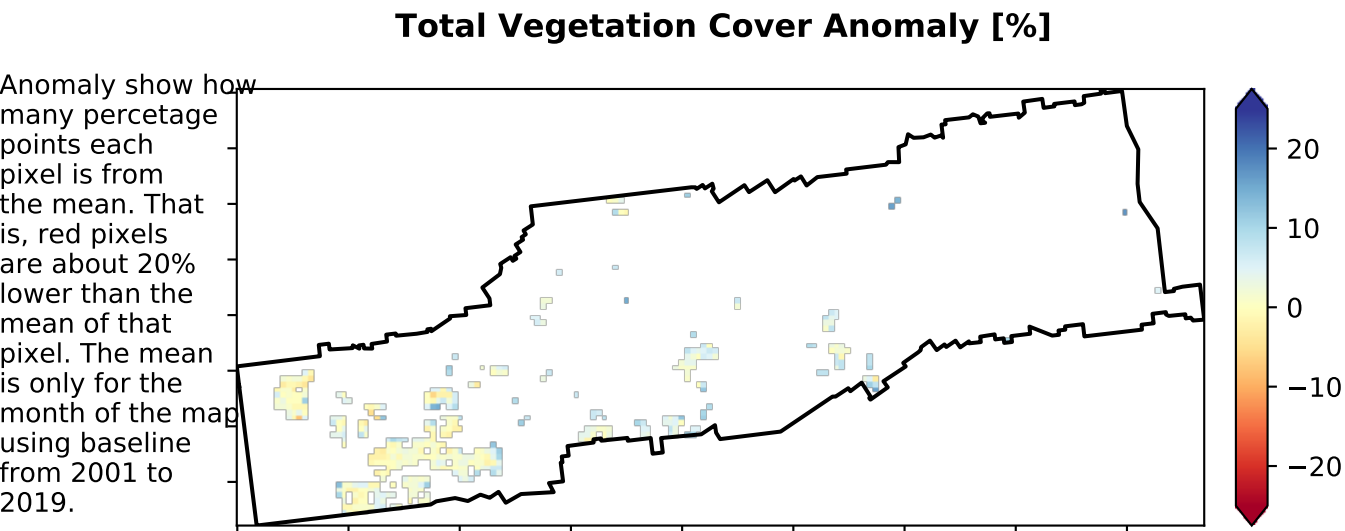 Total Vegetation Cover Anomaly [%]
Anomaly show how
many percetage
points each
pixel is from
the mean. That
is, red pixels
are about 20%
lower than the
mean of that
pixel. The mean
is only for the
month of the map
using baseline
from 2001 to
2019.
20
10
0
−10
−20